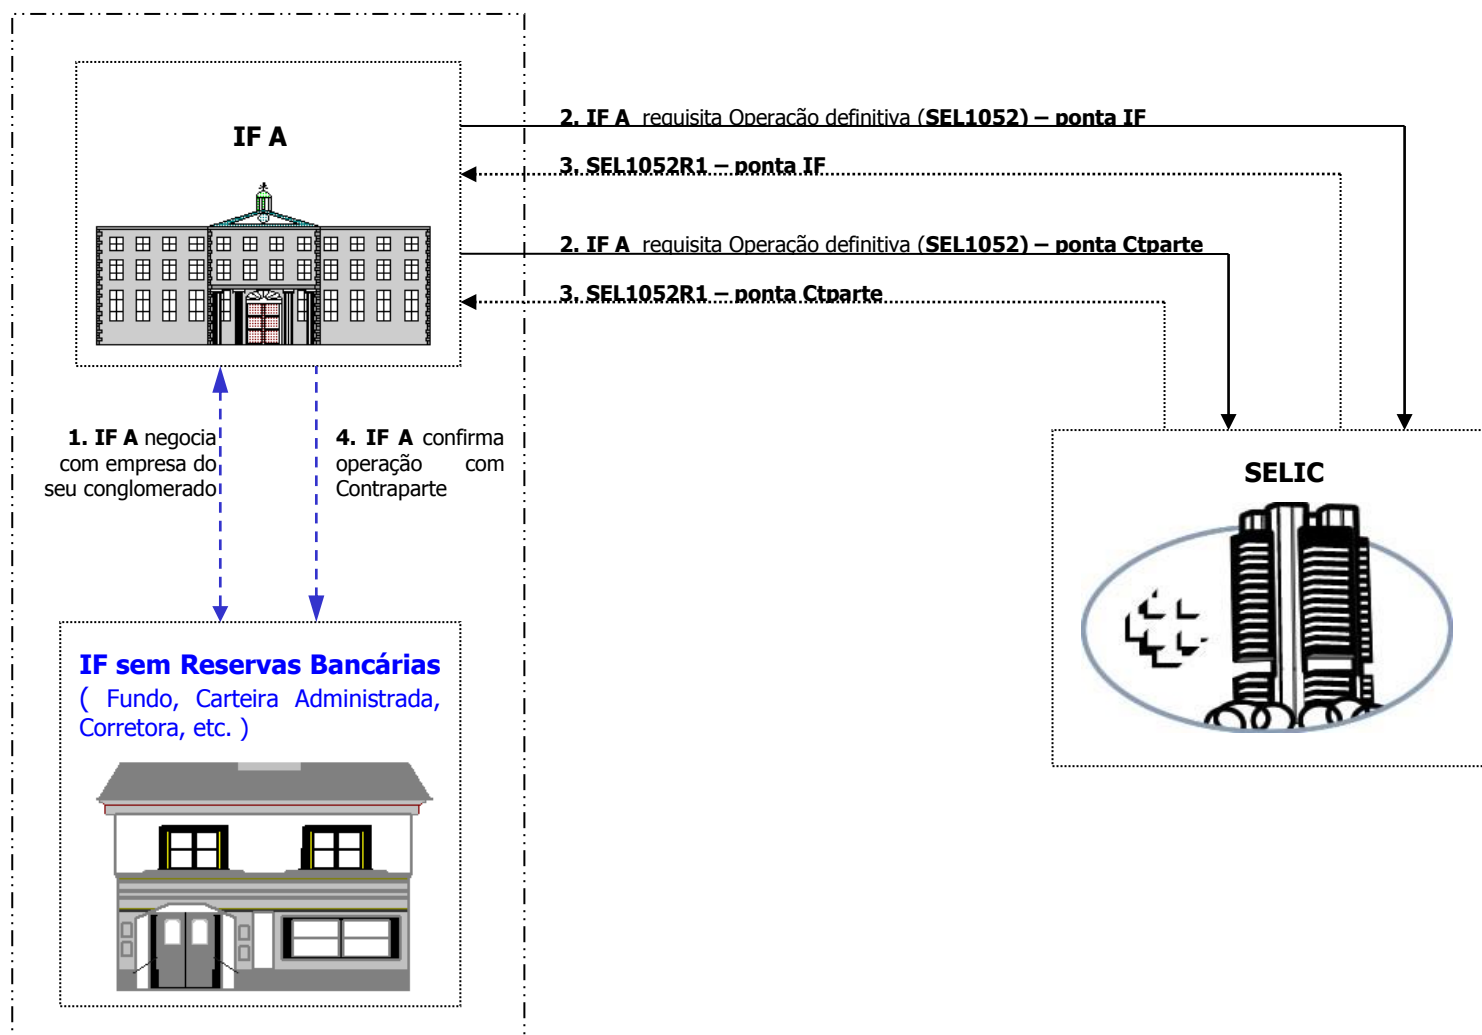 IF A
2. IF A requisita Operação definitiva (SEL1052) – ponta IF
3. SEL1052R1 – ponta IF
2. IF A requisita Operação definitiva (SEL1052) – ponta Ctparte
3. SEL1052R1 – ponta Ctparte
1. IF A negocia
com empresa do
seu conglomerado
4. IF A confirma
operação com
Contraparte
SELIC
IF sem Reservas Bancárias
( Fundo, Carteira Administrada,
Corretora, etc. )